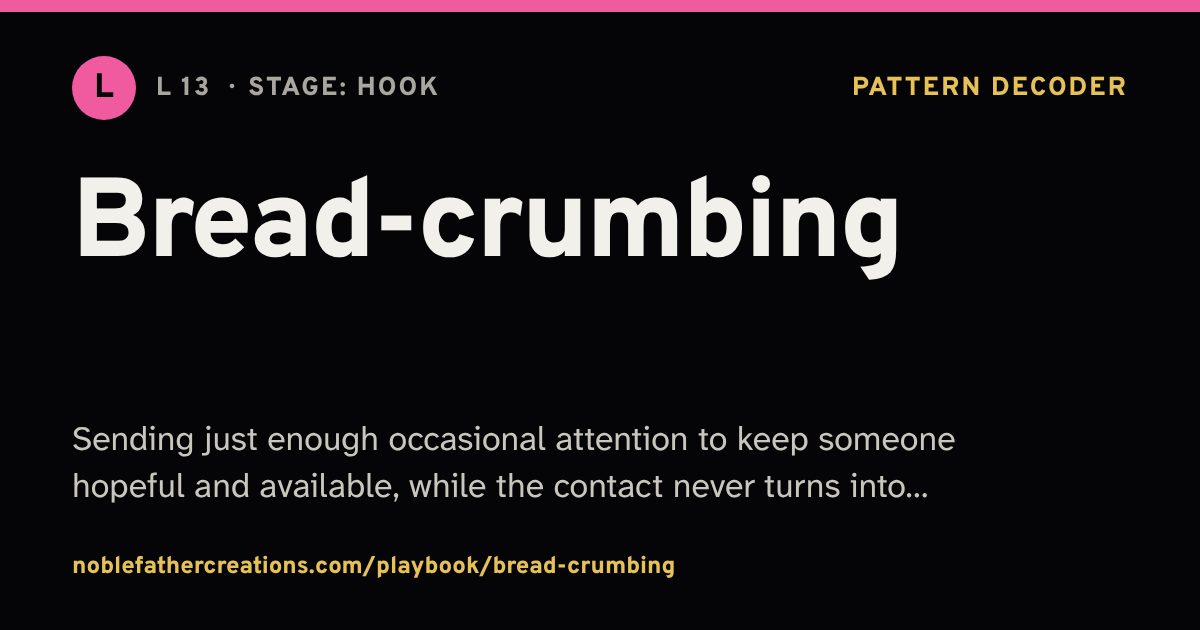 L
L 13 · STAGE: HOOK
PATTERN DECODER
Bread-crumbing
Sending just enough occasional attention to keep someone
hopeful and available, while the contact never turns into...
noblefathercreations.com/playbook/bread-crumbing